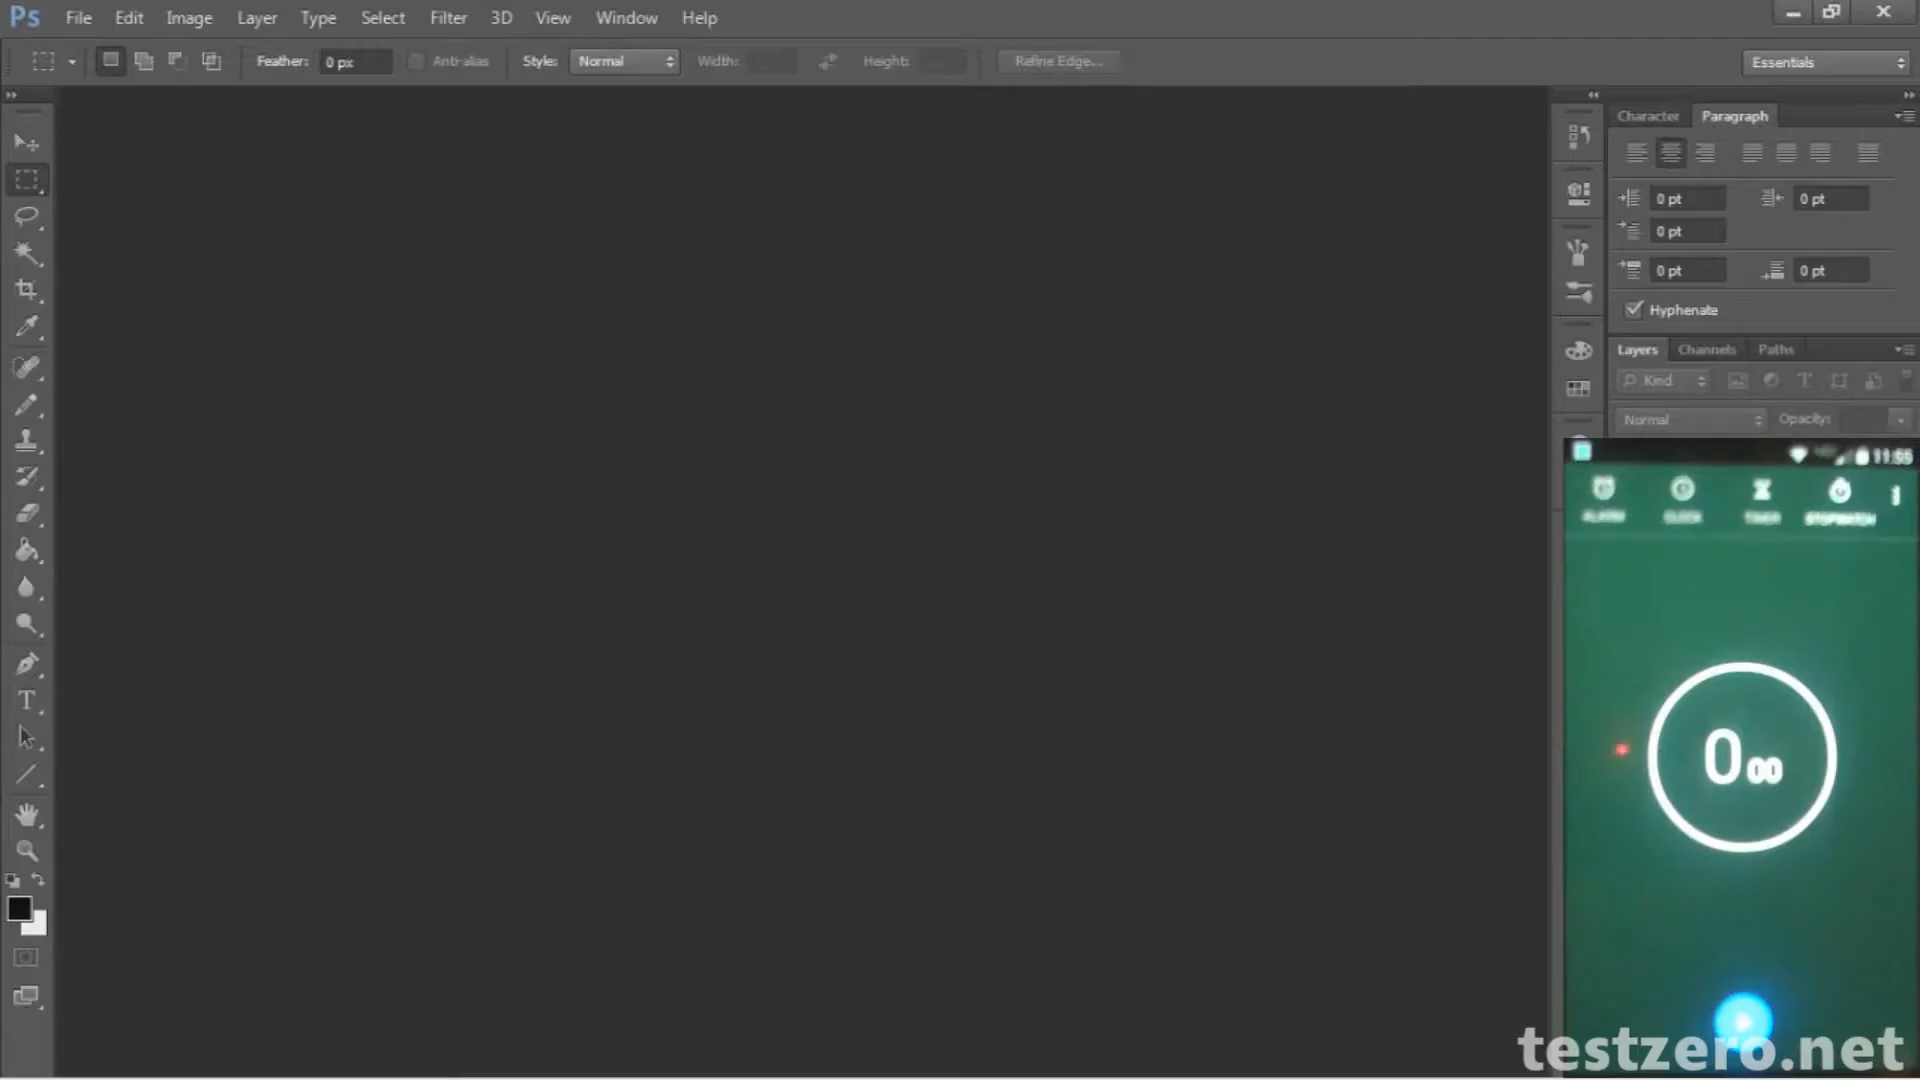 Ps File Edit Image Layer Type Select Filter 3D View Window Help
Feather: 0 px Anti-alias Style: Normal Width: Height: Refine Edge... Essentials
Character Paragraph
0 pt 0 pt
0 pt
0 pt 0 pt
Hyphenate
Layers Channels Paths
Kind
Normal Opacity:
11:55
ALARM CLOCK TIMER STOPWATCH
0 00
testzero.net